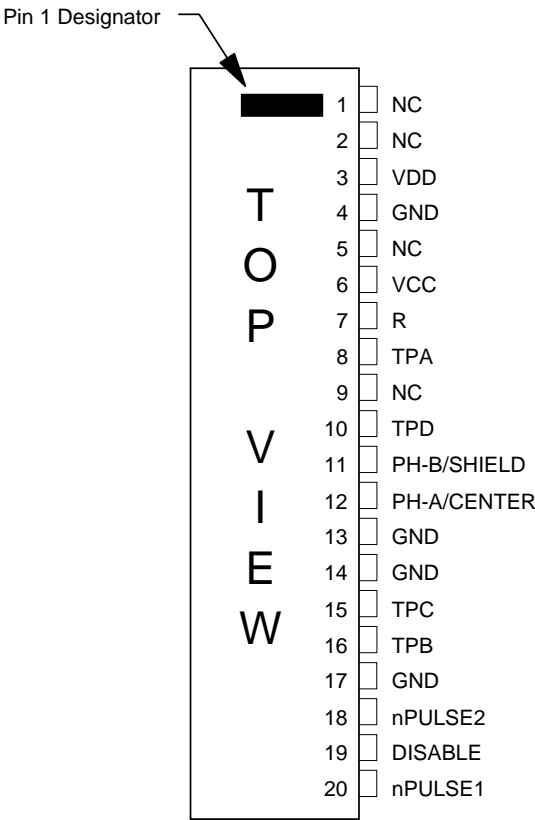 Pin 1 Designator
1 NC
2 NC
3 VDD
4 GND
5 NC
6 VCC
7 R
8 TPA
9 NC
10 TPD
11 PH-B/SHIELD
12 PH-A/CENTER
13 GND
14 GND
15 TPC
16 TPB
17 GND
18 nPULSE2
19 DISABLE
20 nPULSE1
TOP VIEW